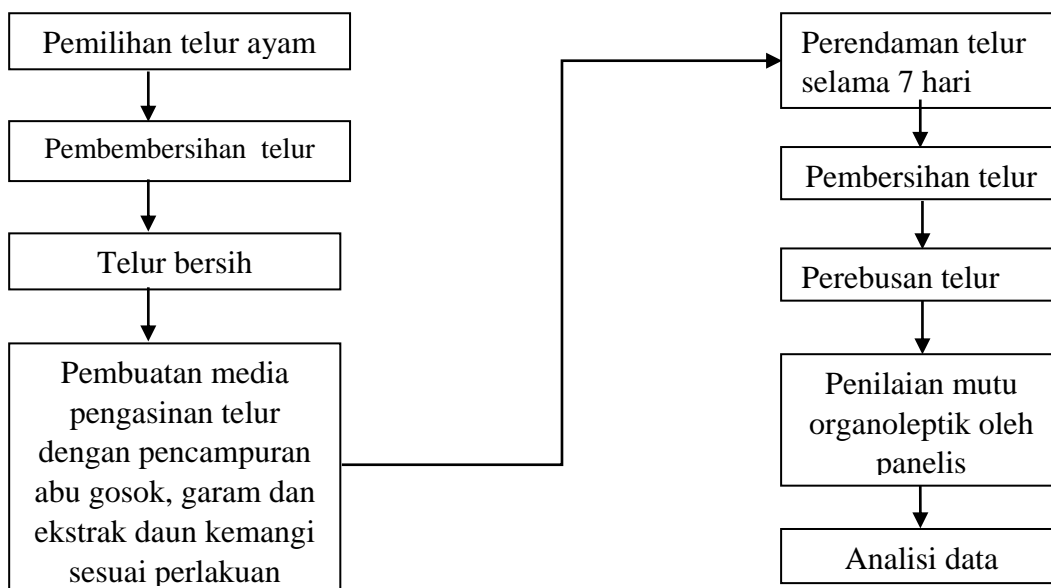 Pemilihan telur ayam
Pembembersihan telur
Telur bersih
Pembuatan media
pengasinan telur
dengan pencampuran
abu gosok, garam dan
ekstrak daun kemangi
sesuai perlakuan
Perendaman telur
selama 7 hari
Pembersihan telur
Perebusan telur
Penilaian mutu
organoleptik oleh
panelis
Analisi data